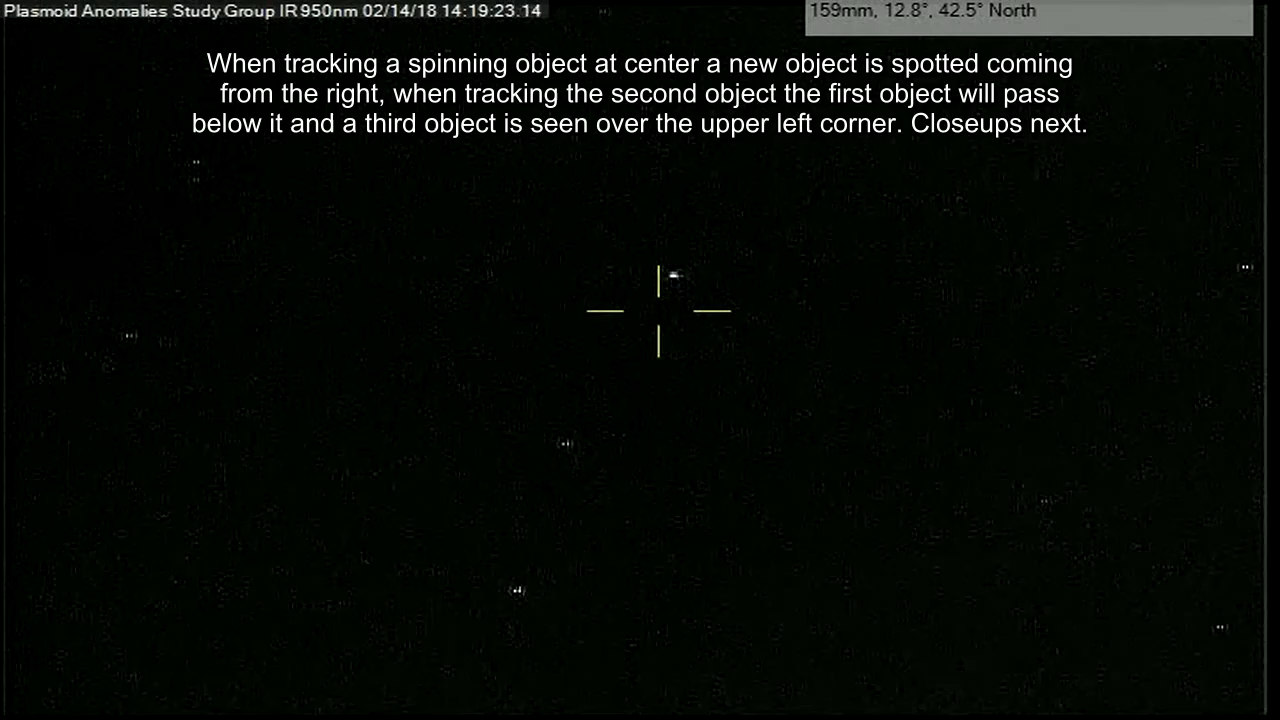 Plasmoid Anomalies Study Group IR 950nm 02/14/18 14:19:23.14
159mm, 12.8°, 42.5° North
When tracking a spinning object at center a new object is spotted coming
from the right, when tracking the second object the first object will pass
below it and a third object is seen over the upper left corner. Closeups next.